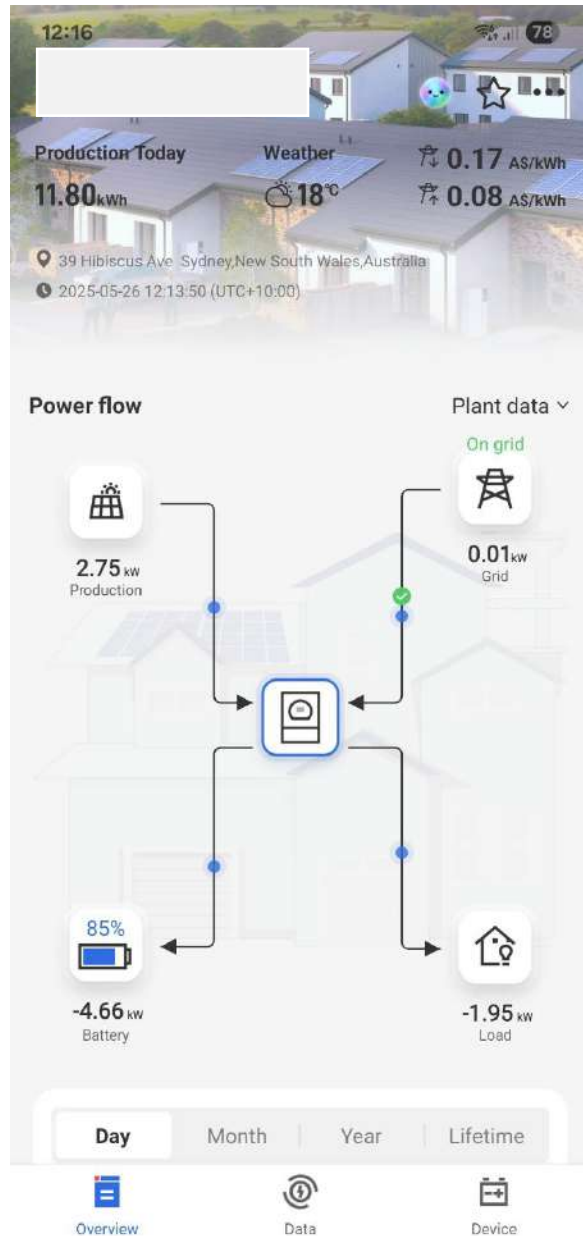 12:16
78
Production Today
Weather
0.17 A$/kWh
11.80kWh
18°C
0.08 A$/kWh
39 Hibiscus Ave Sydney,New South Wales,Australia
2025-05-26 12:13:50 (UTC+10:00)
Power flow
Plant data
On grid
2.75 kW
Production
0.01kW
Grid
85%
-4.66 kW
Battery
-1.95 kW
Load
Day
Month
Year
Lifetime
Overview
Data
Device